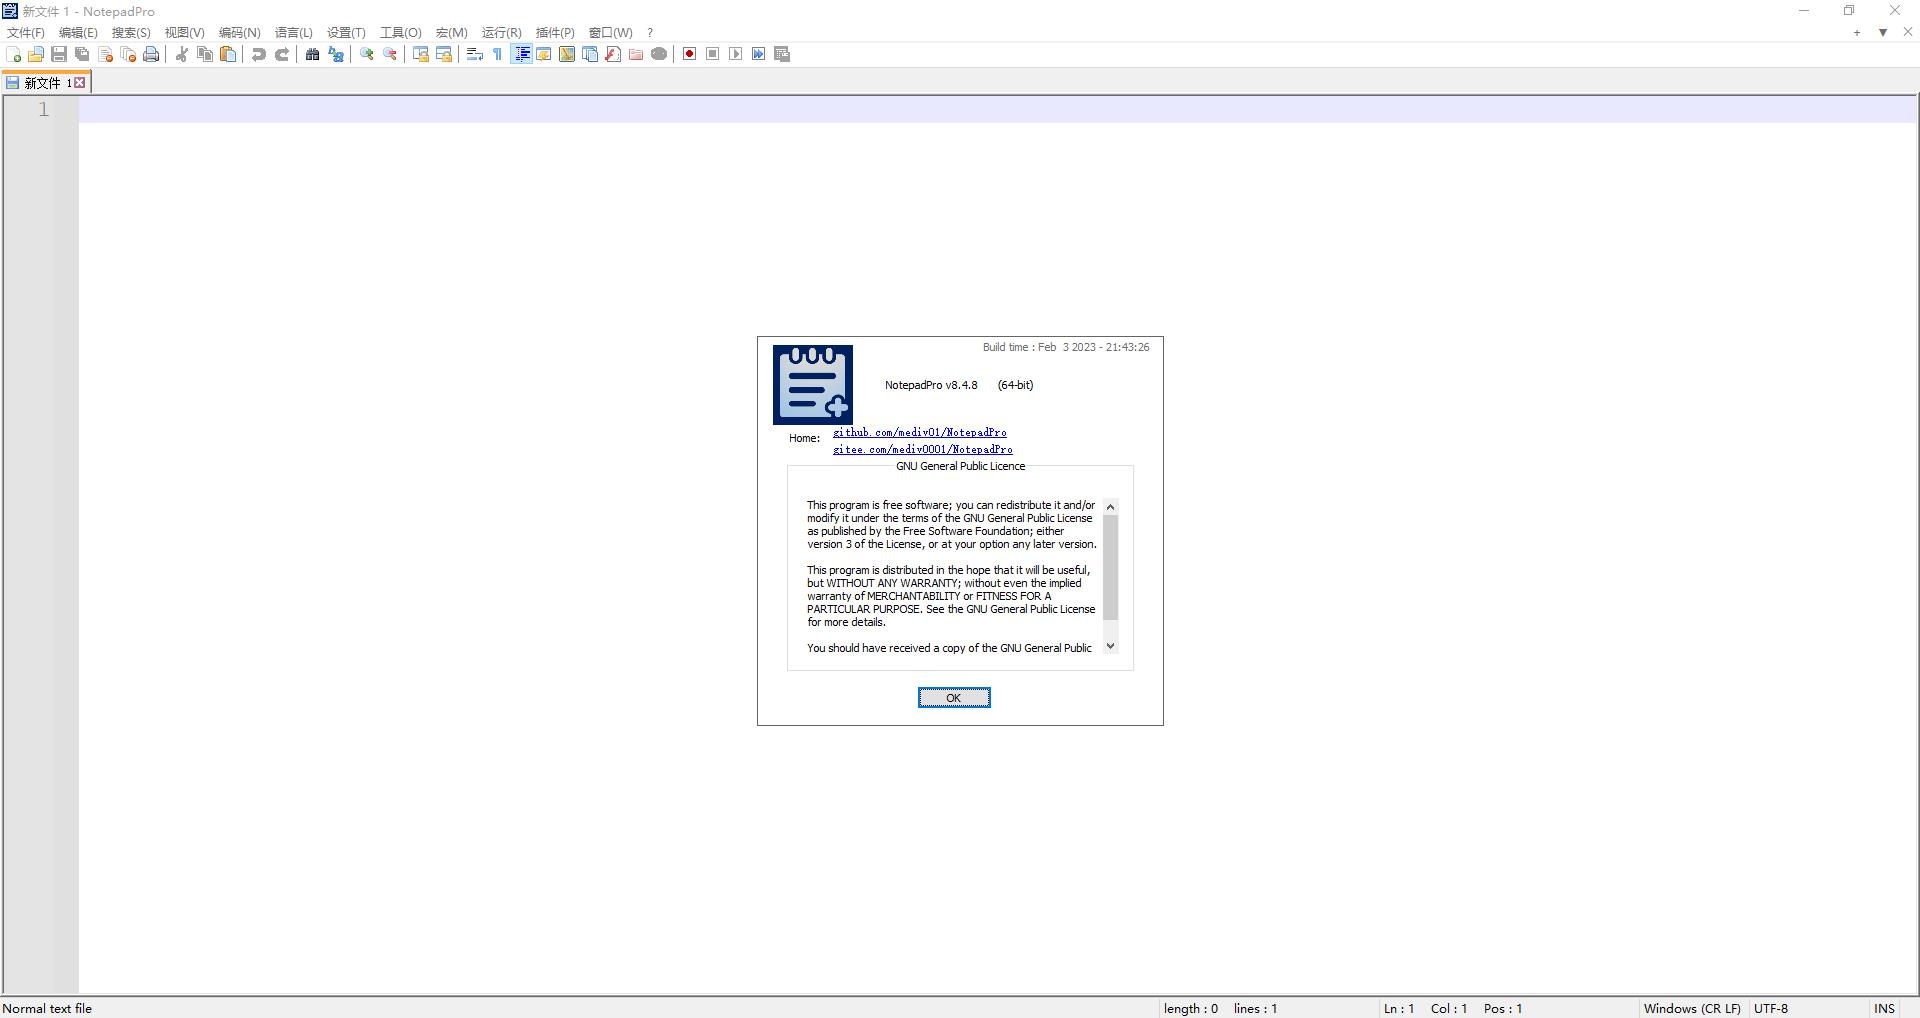 新文件 1 - NotepadPro
文件(F) 编辑(E) 搜索(S) 视图(V) 编码(N) 语言(L) 设置(T) 工具(O) 宏(M) 运行(R) 插件(P) 窗口(W) ?
新文件 1
1
Build time : Feb 3 2023 - 21:43:26
NotepadPro v8.4.8 (64-bit)
Home: github.com/mediv01/NotepadPro
gitee.com/mediv0001/NotepadPro
GNU General Public Licence
This program is free software; you can redistribute it and/or
modify it under the terms of the GNU General Public License
as published by the Free Software Foundation; either
version 3 of the License, or at your option any later version.
This program is distributed in the hope that it will be useful,
but WITHOUT ANY WARRANTY; without even the implied
warranty of MERCHANTABILITY or FITNESS FOR A
PARTICULAR PURPOSE. See the GNU General Public License
for more details.
You should have received a copy of the GNU General Public
OK
Normal text file length : 0 lines : 1 Ln : 1 Col : 1 Pos : 1 Windows (CR LF) UTF-8 INS